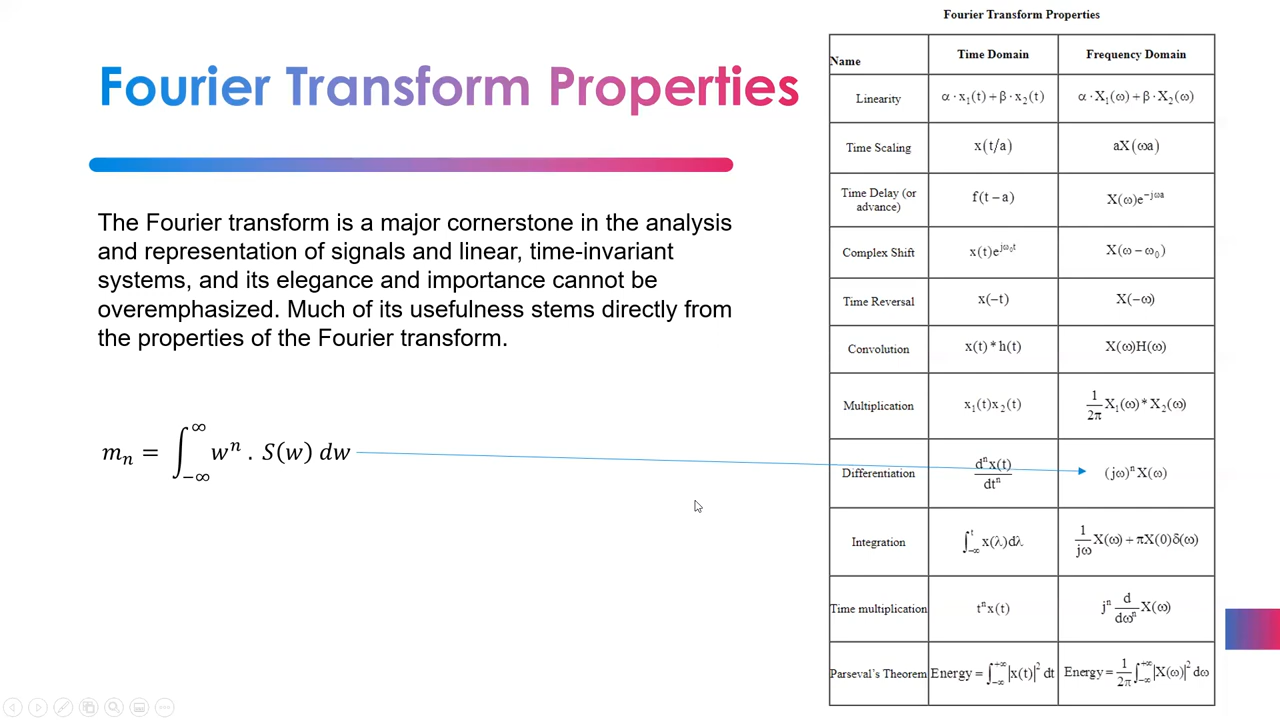 Fourier Transform Properties
The Fourier transform is a major cornerstone in the analysis
and representation of signals and linear, time-invariant
systems, and its elegance and importance cannot be
overemphasized. Much of its usefulness stems directly from
the properties of the Fourier transform.
mₙ = ∫_{-∞}^{∞} wⁿ . S(w) dw
Fourier Transform Properties
Name Time Domain Frequency Domain
Linearity α·x₁(t)+β·x₂(t) α·X₁(ω)+β·X₂(ω)
Time Scaling x(t/a) aX(ωa)
Time Delay (or
advance) f(t−a) X(ω)e^{−jωa}
Complex Shift x(t)e^{jω₀t} X(ω−ω₀)
Time Reversal x(−t) X(−ω)
Convolution x(t)*h(t) X(ω)H(ω)
Multiplication x₁(t)x₂(t) 1/2π X₁(ω)*X₂(ω)
Differentiation dⁿx(t)/dtⁿ (jω)ⁿX(ω)
Integration ∫_{-∞}^{t} x(λ)dλ 1/jω X(ω)+πX(0)δ(ω)
Time multiplication tⁿx(t) jⁿ d/dωⁿ X(ω)
Parseval's Theorem Energy = ∫_{-∞}^{+∞} |x(t)|² dt Energy = 1/2π ∫_{-∞}^{+∞} |X(ω)|² dω